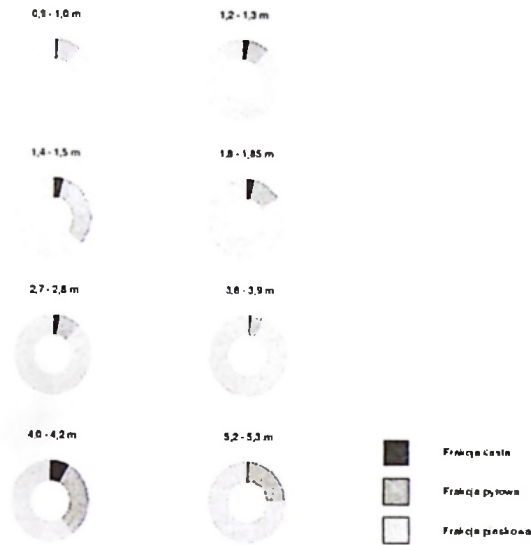 0,9 - 1,0 m
1,2 - 1,3 m
1,4 - 1,5 m
1,8 - 1,85 m
2,7 - 2,8 m
3,8 - 3,9 m
4,0 - 4,2 m
5,2 - 5,3 m
Frakcja
Frakcja pyłowa
Frakcja piaskowa